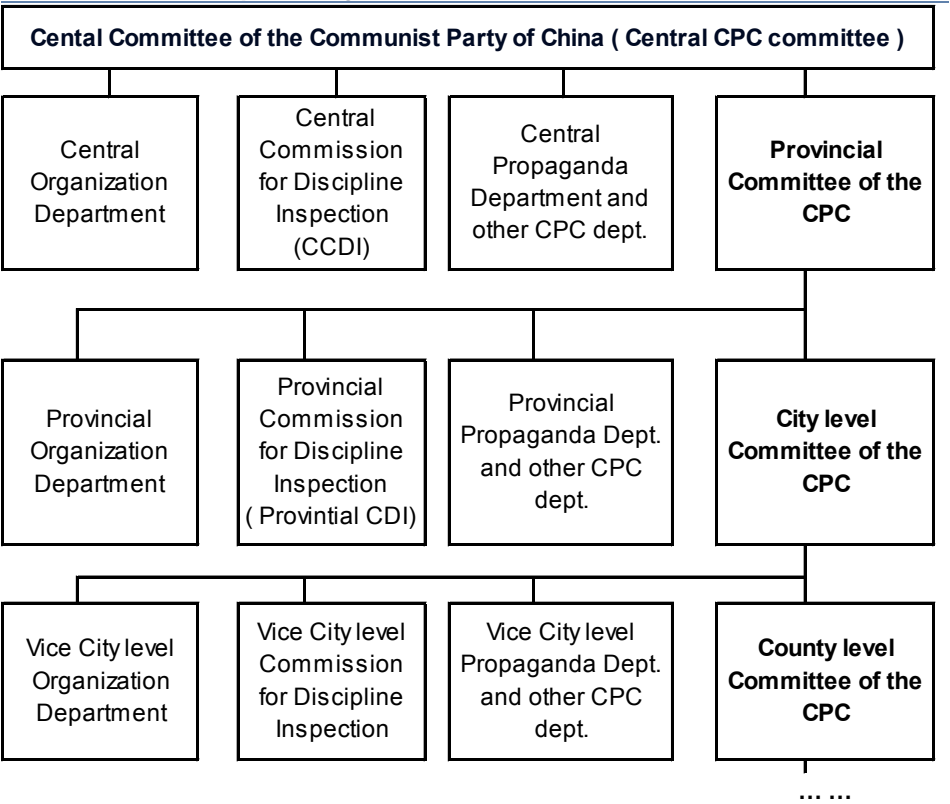 Cental Committee of the Communist Party of China ( Central CPC committee )
Central
Organization
Department
Central
Commission
for Discipline
Inspection
(CCDI)
Central
Propaganda
Department and
other CPC dept.
Provincial
Committee of the
CPC
Provincial
Organization
Department
Provincial
Commission
for Discipline
Inspection
( Provintial CDI)
Provincial
Propaganda Dept.
and other CPC
dept.
City level
Committee of the
CPC
Vice City level
Organization
Department
Vice City level
Commission
for Discipline
Inspection
Vice City level
Propaganda Dept.
and other CPC
dept.
County level
Committee of the
CPC
... ...